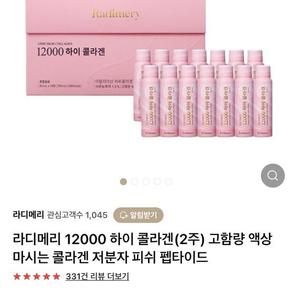 Radimery
12000 하이 콜라겐
라디메리 관심고객수 1,045 알림받기
라디메리 12000 하이 콜라겐(2주) 고함량 액상
마시는 콜라겐 저분자 피쉬 펩타이드
★★★★★ 331건 리뷰 더보기